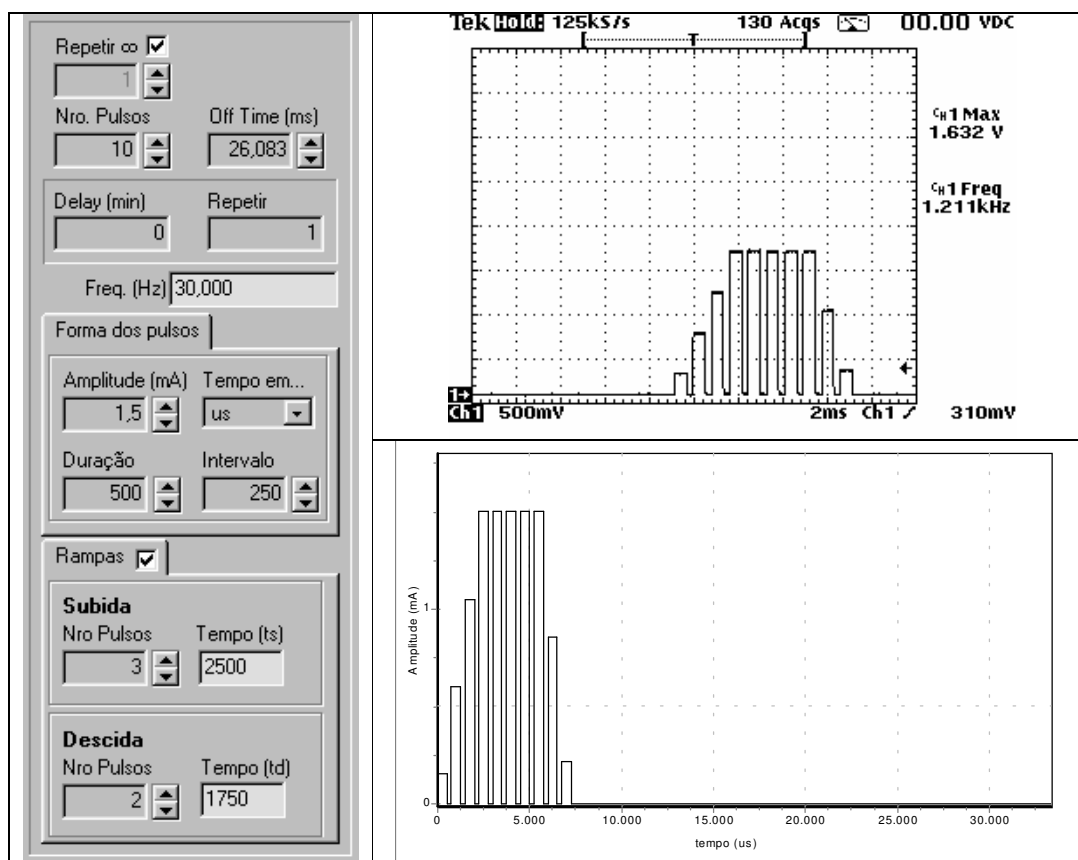 Repetir ∞
1
Nro. Pulsos Off Time (ms)
10 26,083
Delay (min) Repetir
0 1
Freq. (Hz) 30,000
Forma dos pulsos
Amplitude (mA) Tempo em...
1,5 us
Duração Intervalo
500 250
Rampas
Subida
Nro Pulsos Tempo (ts)
3 2500
Descida
Nro Pulsos Tempo (td)
2 1750
Tek Hold: 125kS/s 130 Acqs 00.00 VDC
T
CH1 Max
1.632 V
CH1 Freq
1.211kHz
1→
Ch1 500mV 2ms Ch1 310mV
Amplitude (mA)
1
0
0 5.000 10.000 15.000 20.000 25.000 30.000
tempo (us)